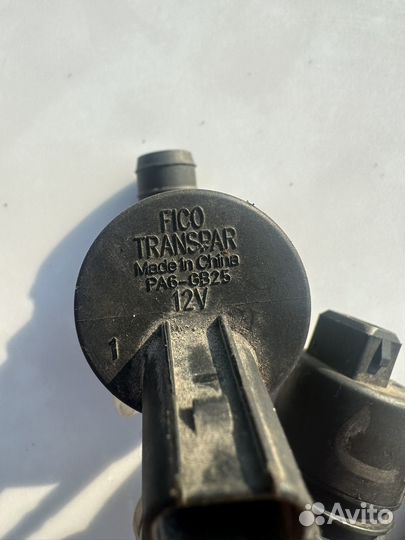 FICO
TRANSPAR
Made in China
PA6-GB25
12V
1
Avito